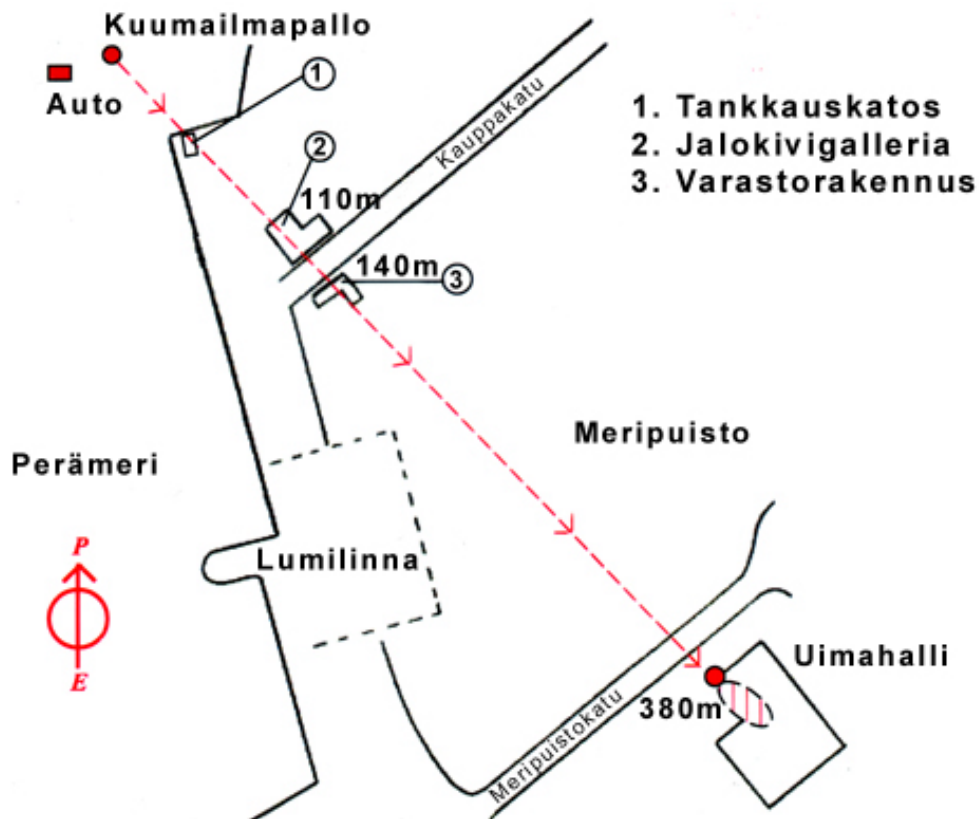 Kuumailmapallo
Auto
1
2
110m
Kauppakatu
1. Tankkauskatos
2. Jalokivigalleria
3. Varastorakennus
140m
3
Meripuisto
Perämeri
P
Lumilinna
E
Uimahalli
380m
Meripuistokatu